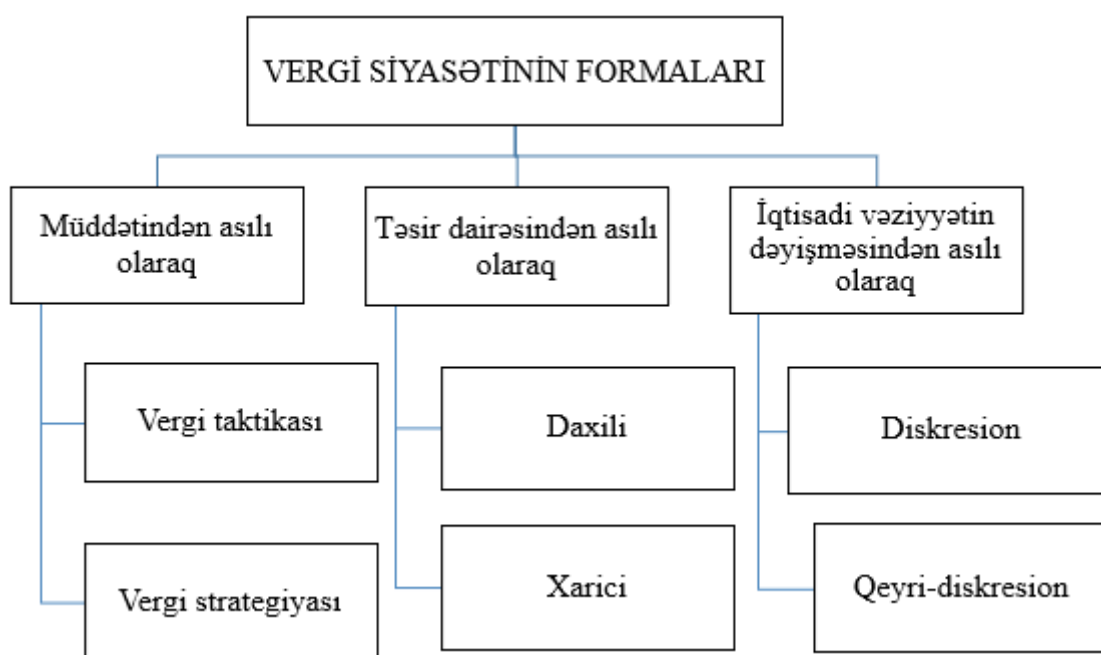 VERGİ SİYASƏTİNİN FORMALARI
Müddətindən asılı
olaraq
Təsir dairəsindən asılı
olaraq
İqtisadi vəziyyətin
dəyişməsindən asılı
olaraq
Vergi taktikası
Daxili
Diskresion
Vergi strategiyası
Xarici
Qeyri-diskresion